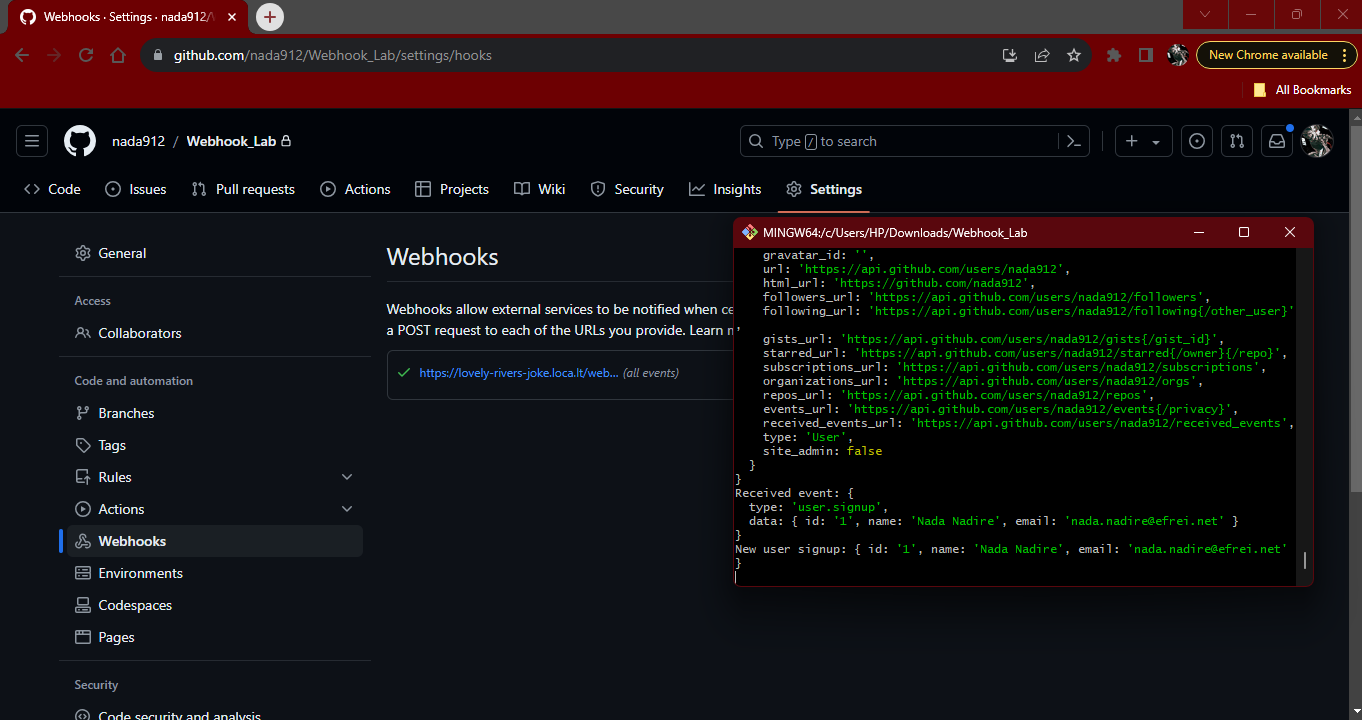 Webhooks · Settings · nada912/W
github.com/nada912/Webhook_Lab/settings/hooks
New Chrome available
All Bookmarks
nada912 / Webhook_Lab
Type / to search
Code Issues Pull requests Actions Projects Wiki Security Insights Settings
General
Access
Collaborators
Code and automation
Branches
Tags
Rules
Actions
Webhooks
Environments
Codespaces
Pages
Security
Code security and analysis
Webhooks
Webhooks allow external services to be notified when ce
a POST request to each of the URLs you provide. Learn m
https://lovely-rivers-joke.loca.lt/web... (all events)
MINGW64:/c/Users/HP/Downloads/Webhook_Lab
gravatar_id: '',
url: 'https://api.github.com/users/nada912',
html_url: 'https://github.com/nada912',
followers_url: 'https://api.github.com/users/nada912/followers',
following_url: 'https://api.github.com/users/nada912/following{/other_user}'
,
gists_url: 'https://api.github.com/users/nada912/gists{/gist_id}',
starred_url: 'https://api.github.com/users/nada912/starred{/owner}{/repo}',
subscriptions_url: 'https://api.github.com/users/nada912/subscriptions',
organizations_url: 'https://api.github.com/users/nada912/orgs',
repos_url: 'https://api.github.com/users/nada912/repos',
events_url: 'https://api.github.com/users/nada912/events{/privacy}',
received_events_url: 'https://api.github.com/users/nada912/received_events',
type: 'User',
site_admin: false
}
}
Received event: {
type: 'user.signup',
data: { id: '1', name: 'Nada Nadire', email: 'nada.nadire@efrei.net' }
}
New user signup: { id: '1', name: 'Nada Nadire', email: 'nada.nadire@efrei.net'
}